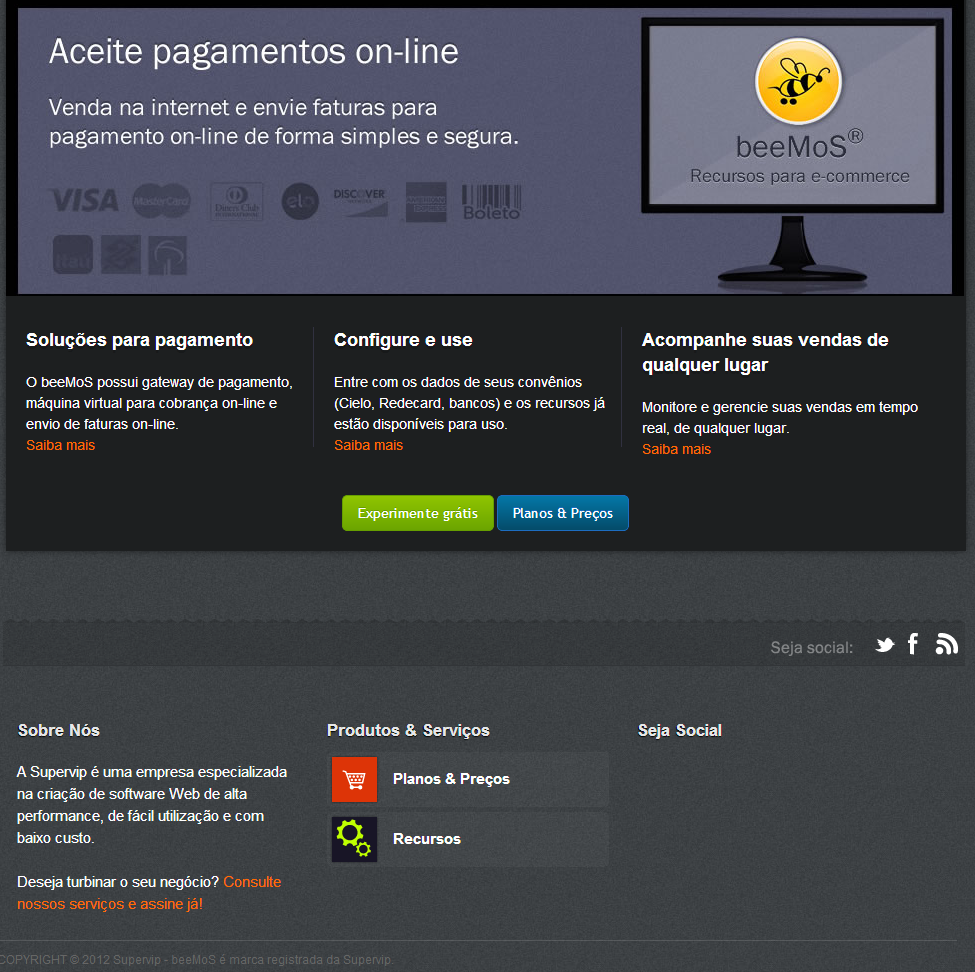 Aceite pagamentos on-line
Venda na internet e envie faturas para
pagamento on-line de forma simples e segura.
VISA
MasterCard
Diners Club
elo
DISCOVER
Boleto
Itaú
beeMoS®
Recursos para e-commerce
Soluções para pagamento
O beeMoS possui gateway de pagamento,
máquina virtual para cobrança on-line e
envio de faturas on-line.
Saiba mais
Configure e use
Entre com os dados de seus convênios
(Cielo, Redecard, bancos) e os recursos já
estão disponíveis para uso.
Saiba mais
Acompanhe suas vendas de
qualquer lugar
Monitore e gerencie suas vendas em tempo
real, de qualquer lugar.
Saiba mais
Experimente grátis
Planos & Preços
Seja social:
Sobre Nós
A Supervip é uma empresa especializada
na criação de software Web de alta
performance, de fácil utilização e com
baixo custo.
Deseja turbinar o seu negócio? Consulte
nossos serviços e assine já!
Produtos & Serviços
Planos & Preços
Recursos
Seja Social
COPYRIGHT © 2012 Supervip - beeMoS é marca registrada da Supervip.